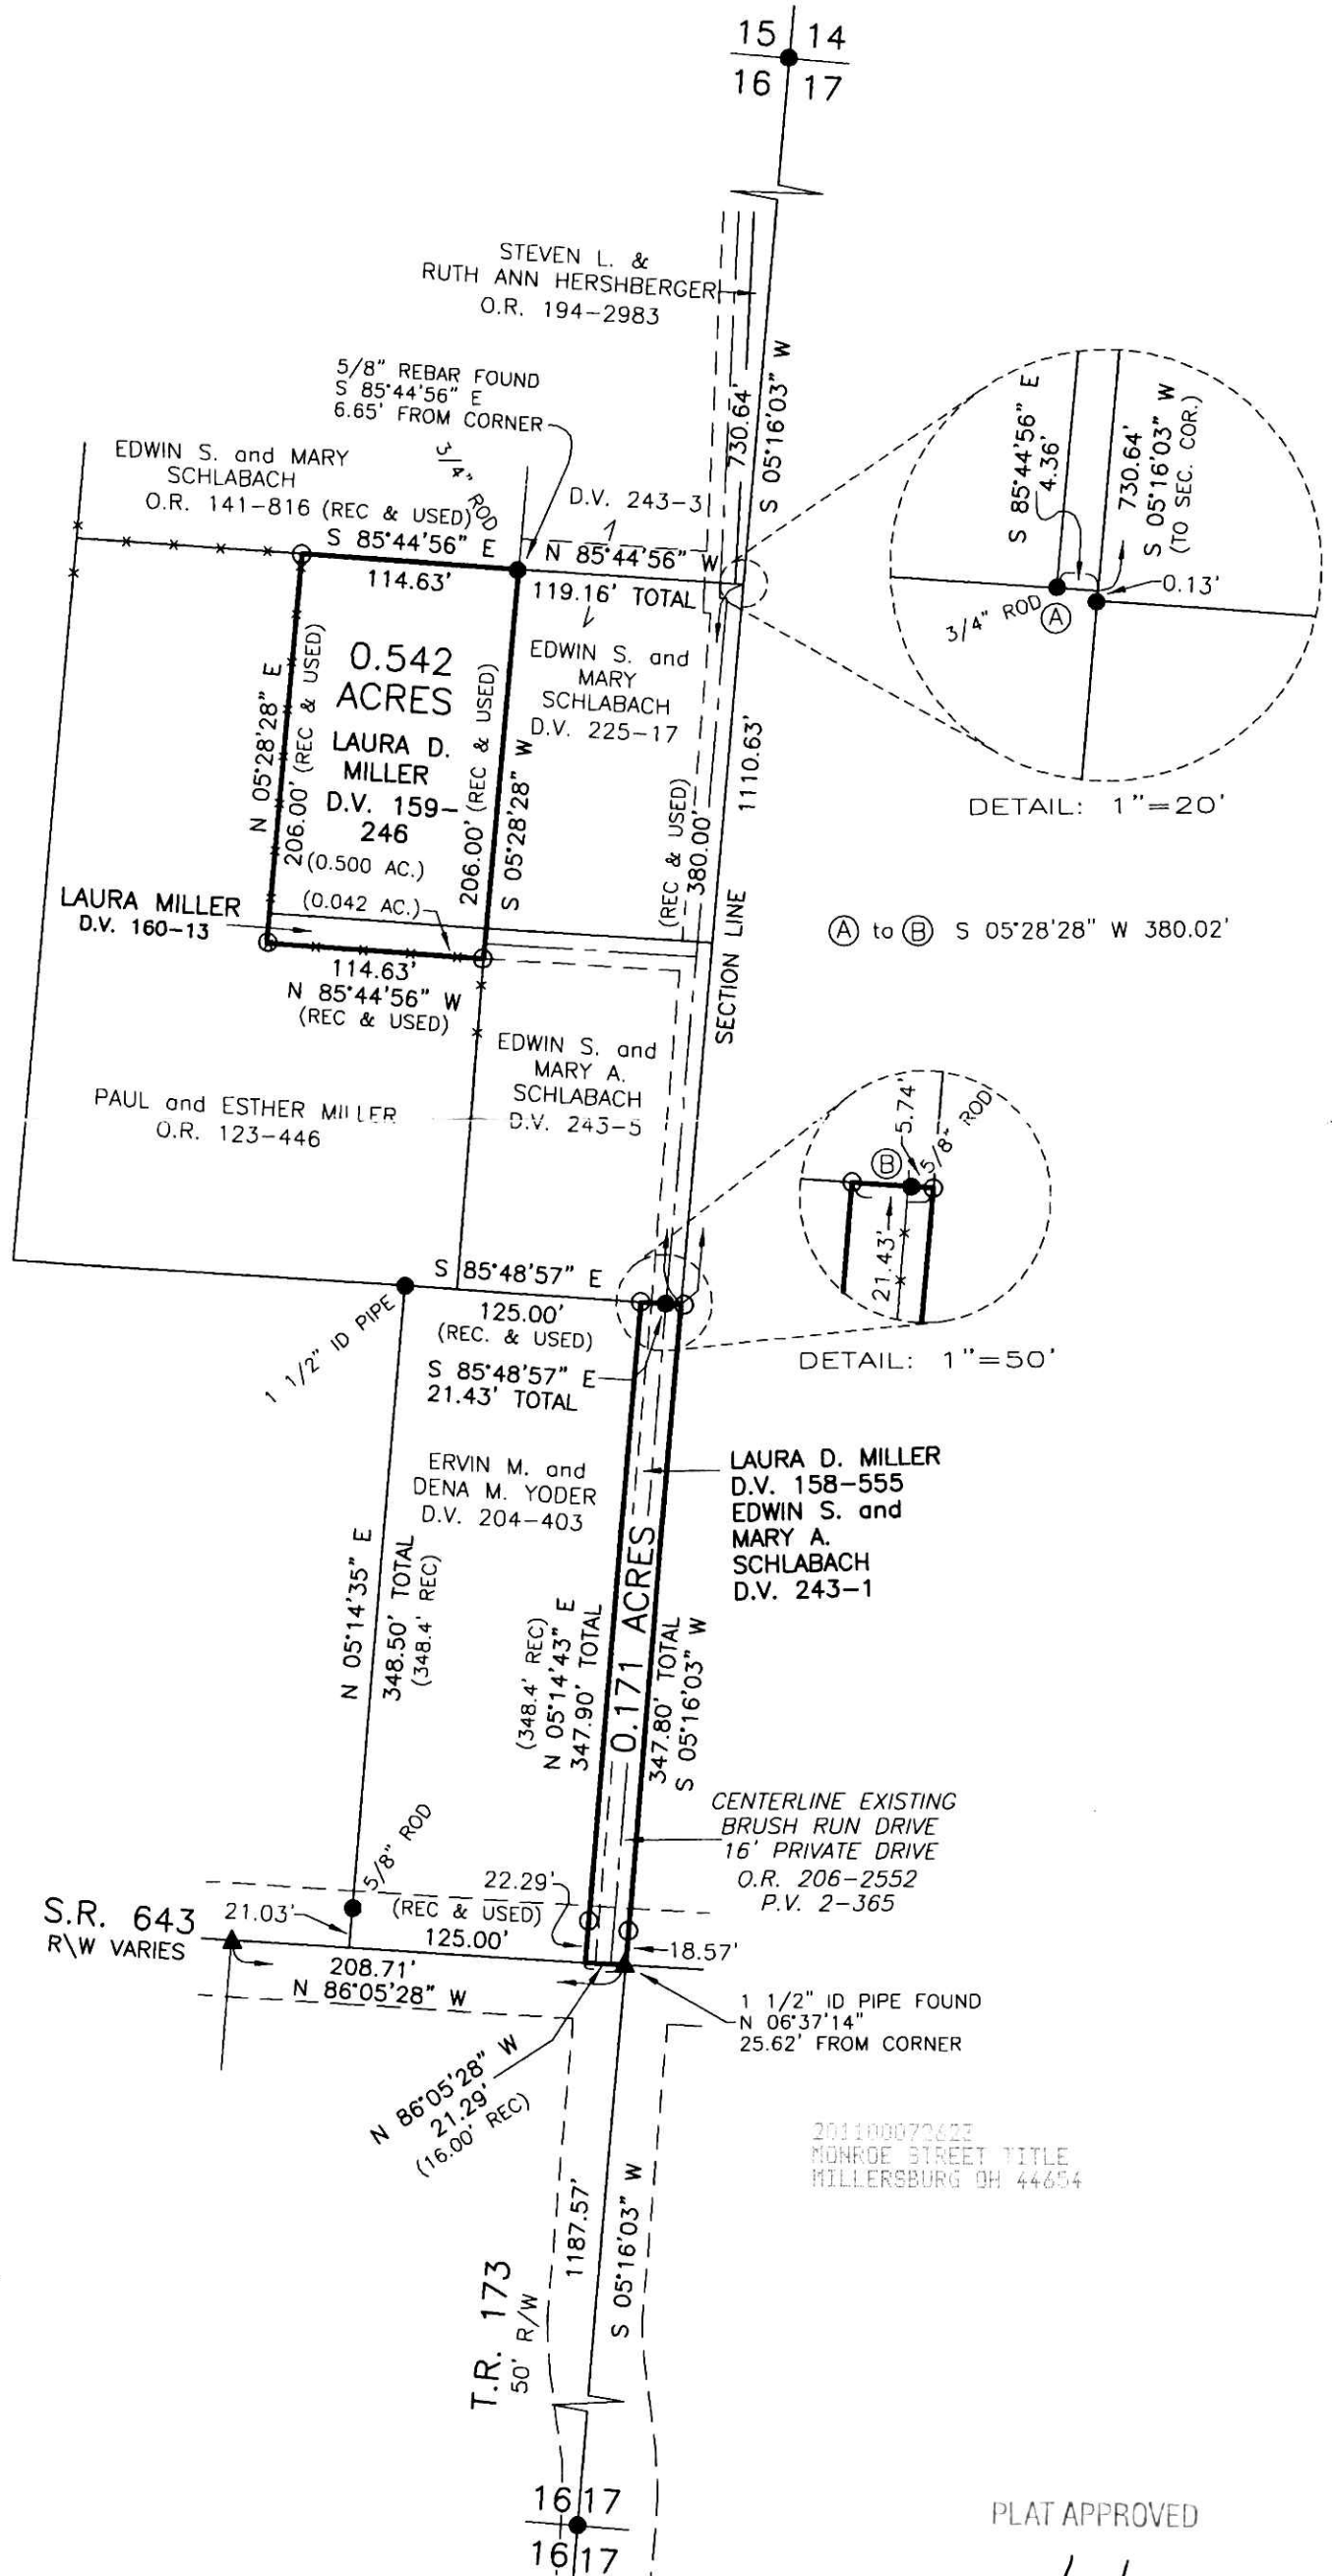 15 14
16 17
STEVEN L. &
RUTH ANN HERSHBERGER
O.R. 194-2983
730.64'
S 05°16'03" W
5/8" REBAR FOUND
S 85°44'56" E
6.65' FROM CORNER
3/4" ROD
EDWIN S. and MARY
SCHLABACH
O.R. 141-816 (REC & USED)
S 85°44'56" E
114.63'
D.V. 243-3
N 85°44'56" W
119.16' TOTAL
EDWIN S. and
MARY
SCHLABACH
D.V. 225-17
S 85°44'56" E
4.36'
730.64'
S 05°16'03" W
(TO SEC. COR.)
0.13'
3/4" ROD
A
DETAIL: 1"=20'
N 05°28'28" E
206.00' (REC & USED)
0.542
ACRES
LAURA D.
MILLER
D.V. 159-
246
(0.500 AC.)
206.00' (REC & USED)
S 05°28'28" W
(REC & USED)
380.00'
SECTION LINE 1110.63'
LAURA MILLER
D.V. 160-13
(0.042 AC.)
114.63'
N 85°44'56" W
(REC & USED)
A to B S 05°28'28" W 380.02'
EDWIN S. and
MARY A.
SCHLABACH
D.V. 243-5
PAUL and ESTHER MILLER
O.R. 123-446
B
5.74'
5/8" ROD
21.43'
DETAIL: 1"=50'
S 85°48'57" E
125.00'
(REC. & USED)
1 1/2" ID PIPE
S 85°48'57" E
21.43' TOTAL
ERVIN M. and
DENA M. YODER
D.V. 204-403
LAURA D. MILLER
D.V. 158-555
EDWIN S. and
MARY A.
SCHLABACH
D.V. 243-1
N 05°14'35" E
348.50' TOTAL
(348.4' REC)
(348.4' REC)
N 05°14'43" E
347.90' TOTAL
0.171 ACRES
347.80' TOTAL
S 05°16'03" W
CENTERLINE EXISTING
BRUSH RUN DRIVE
16' PRIVATE DRIVE
O.R. 206-2552
P.V. 2-365
5/8" ROD
22.29'
S.R. 643
R\W VARIES
21.03'
(REC & USED)
125.00'
18.57'
208.71'
N 86°05'28" W
1 1/2" ID PIPE FOUND
N 06°37'14"
25.62' FROM CORNER
N 86°05'28" W
21.29'
(16.00' REC)
201100072622
MONROE STREET TITLE
MILLERSBURG OH 44654
1187.57'
S 05°16'03" W
T.R. 173
50' R/W
16 17
16 17
PLAT APPROVED